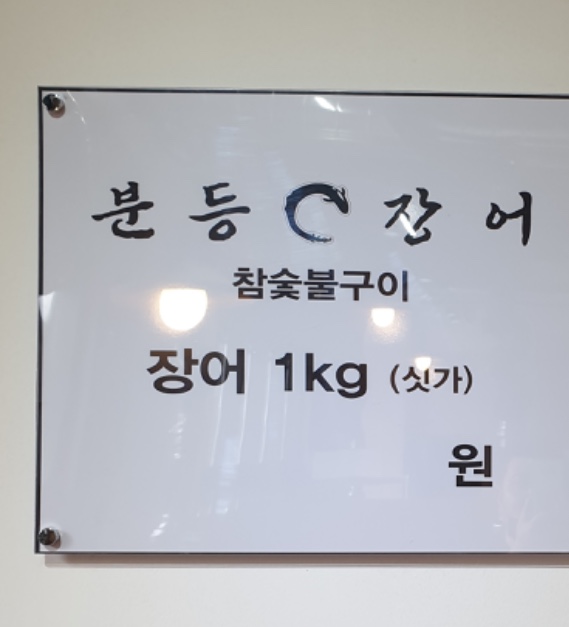 분등 장어
참숯불구이
장어 1kg (싯가)
원